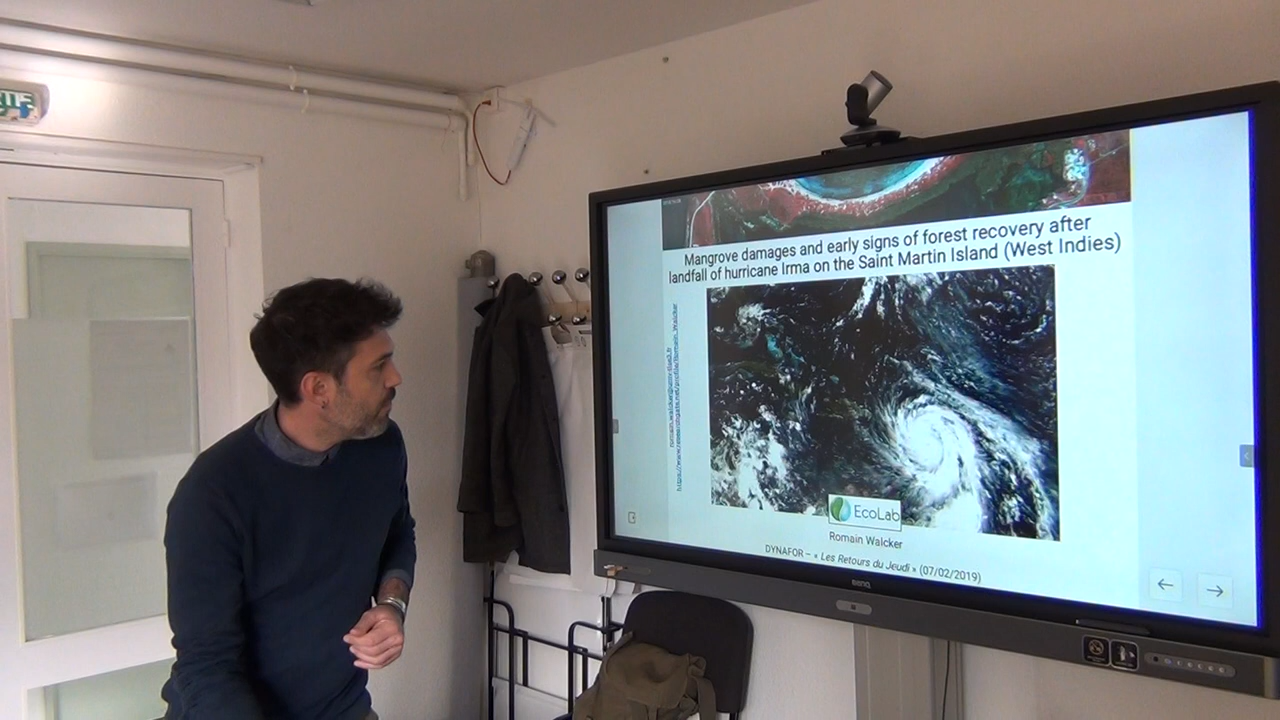 Mangrove damages and early signs of forest recovery after
landfall of hurricane Irma on the Saint Martin Island (West Indies)
EcoLab
Romain Walcker
DYNAFOR – « Les Retours du Jeudi » (07/02/2019)
BenQ